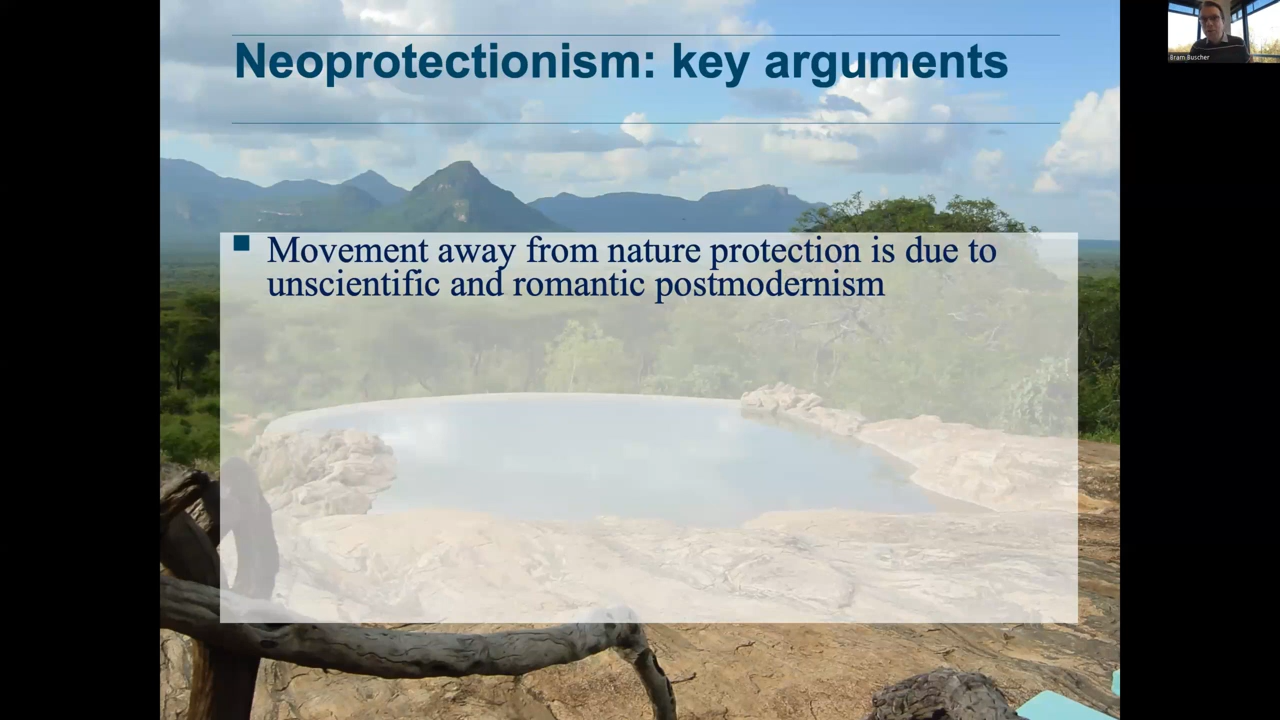 Neoprotectionism: key arguments
Bram Buscher
Movement away from nature protection is due to
unscientific and romantic postmodernism